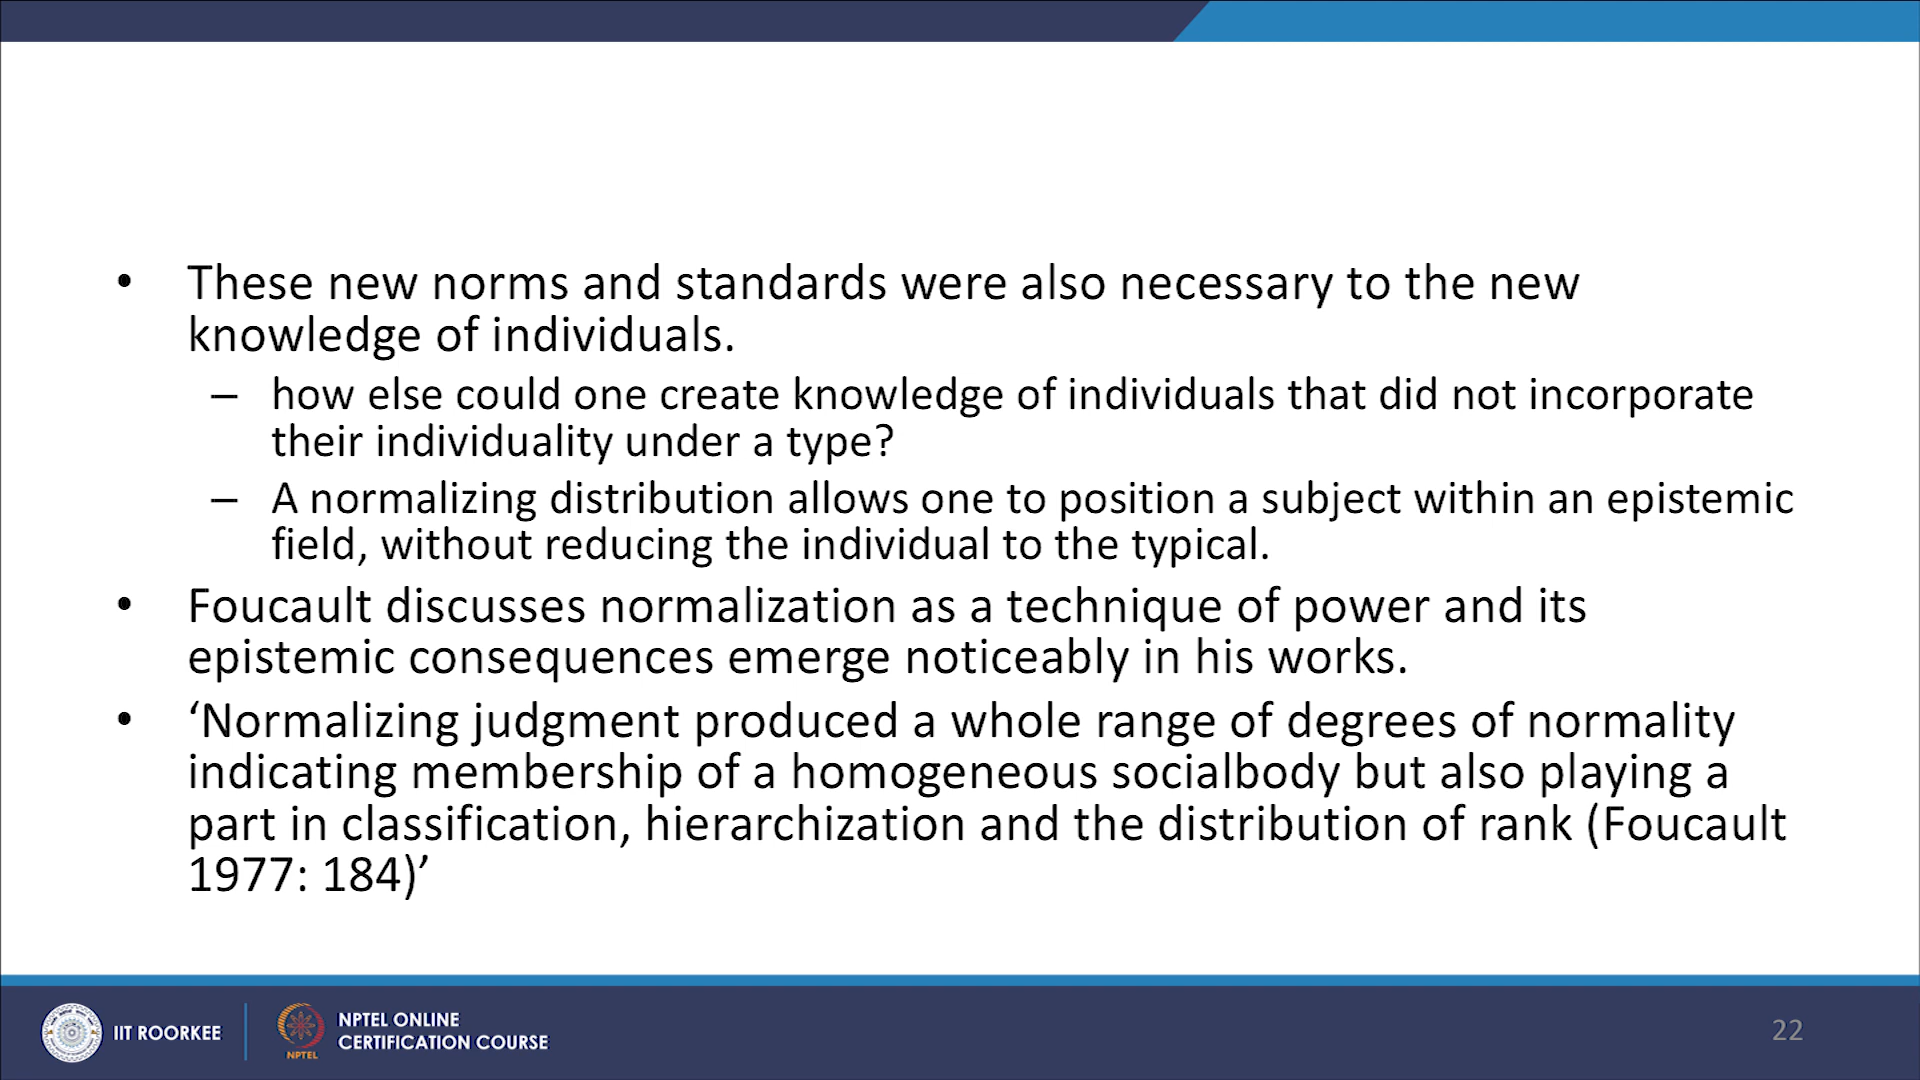 • These new norms and standards were also necessary to the new
knowledge of individuals.
– how else could one create knowledge of individuals that did not incorporate
their individuality under a type?
– A normalizing distribution allows one to position a subject within an epistemic
field, without reducing the individual to the typical.
• Foucault discusses normalization as a technique of power and its
epistemic consequences emerge noticeably in his works.
• ‘Normalizing judgment produced a whole range of degrees of normality
indicating membership of a homogeneous socialbody but also playing a
part in classification, hierarchization and the distribution of rank (Foucault
1977: 184)’
IIT ROORKEE
NPTEL
NPTEL ONLINE
CERTIFICATION COURSE
22